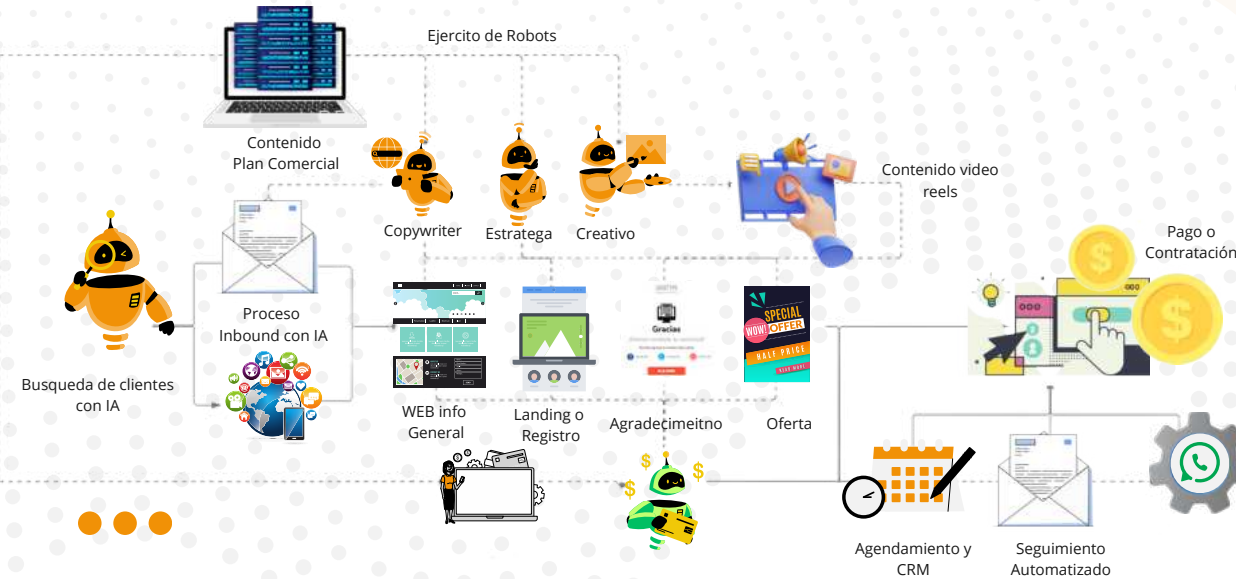 Ejercito de Robots
Contenido
Plan Comercial
Contenido video
reels
Copywriter
Estratega
Creativo
Pago o
Contratación
Proceso
Inbound con IA
Busqueda de clientes
con IA
Gracias
WOW!
SPECIAL
OFFER
HALF PRICE
READ MORE
WEB info
General
Landing o
Registro
Agradecimeitno
Oferta
Agendamiento y
CRM
Seguimiento
Automatizado